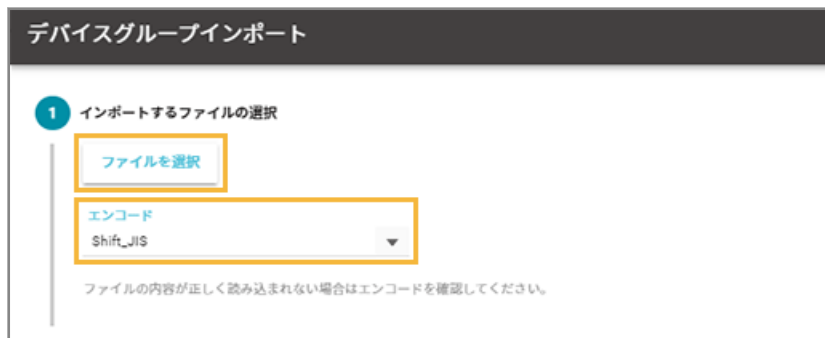 デバイスグループインポート
1 インポートするファイルの選択
ファイルを選択
エンコード
Shift_JIS
ファイルの内容が正しく読み込まれない場合はエンコードを確認してください。